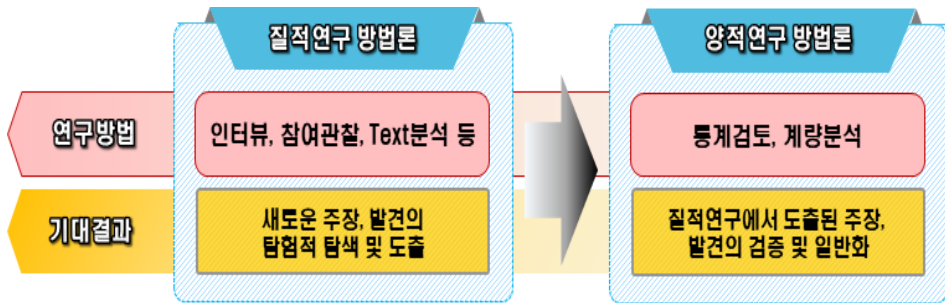 질적연구 방법론
양적연구 방법론
연구방법
인터뷰, 참여관찰, Text분석 등
통계검토, 계량분석
기대결과
새로운 주장, 발견의
탐험적 탐색 및 도출
질적연구에서 도출된 주장,
발견의 검증 및 일반화